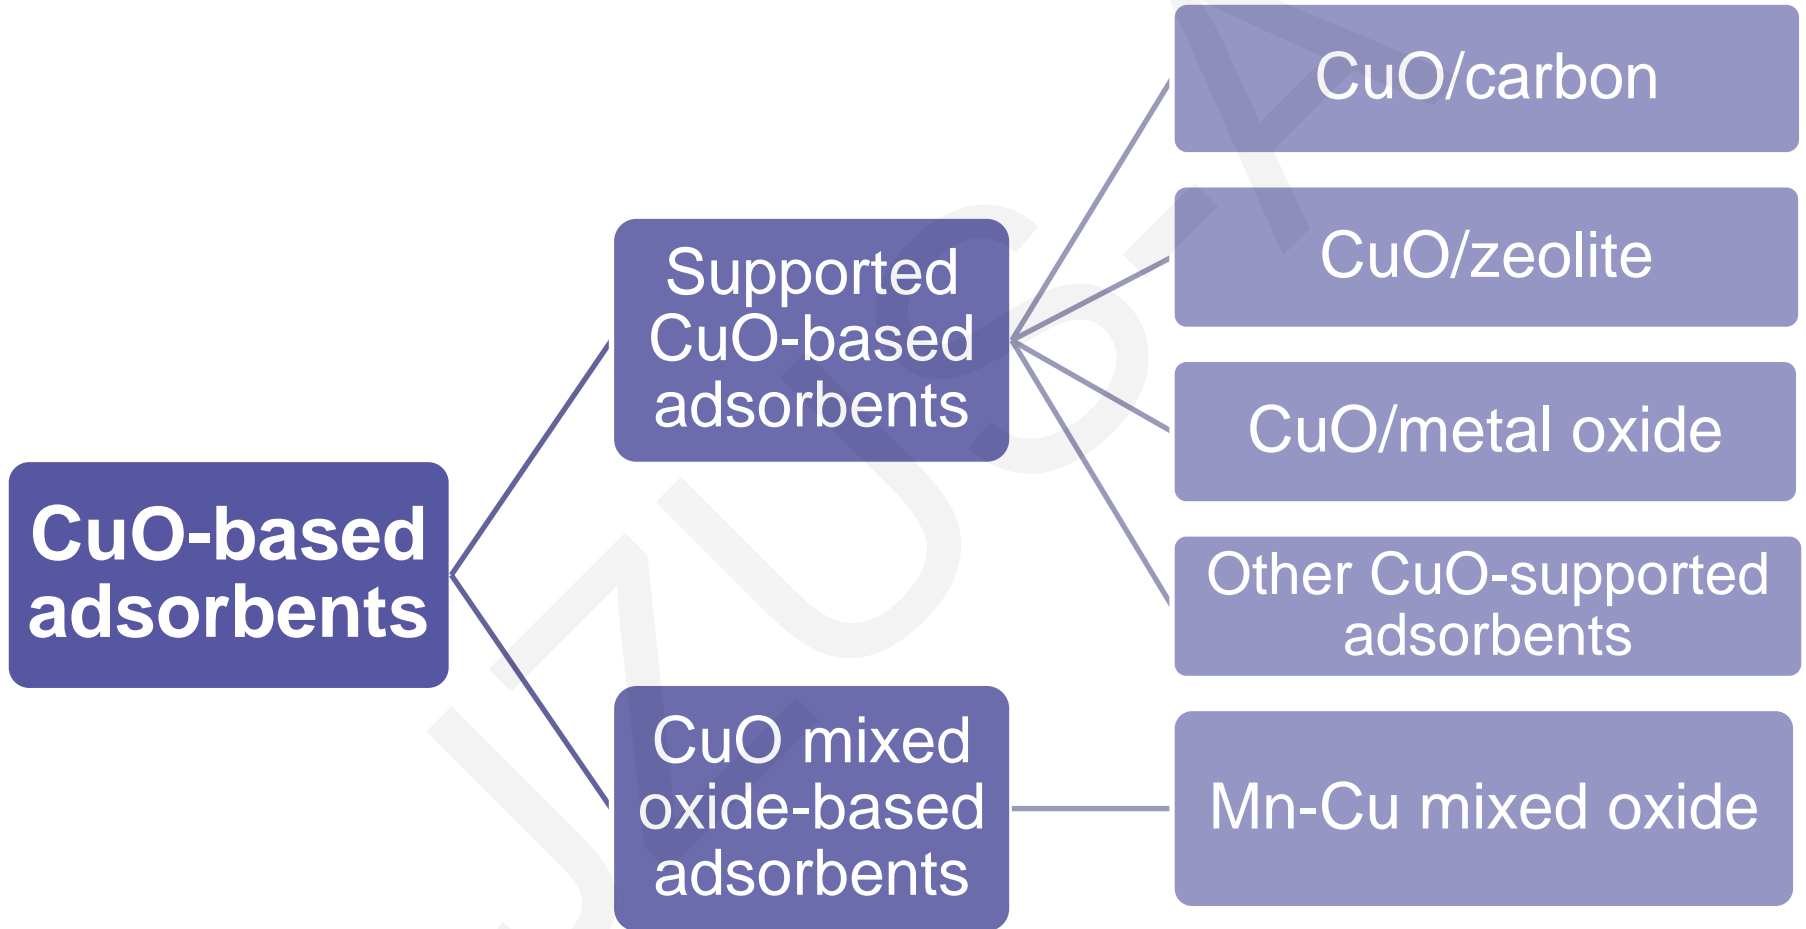 CuO-based
adsorbents
Supported
CuO-based
adsorbents
CuO mixed
oxide-based
adsorbents
CuO/carbon
CuO/zeolite
CuO/metal oxide
Other CuO-supported
adsorbents
Mn-Cu mixed oxide
JZUS-A